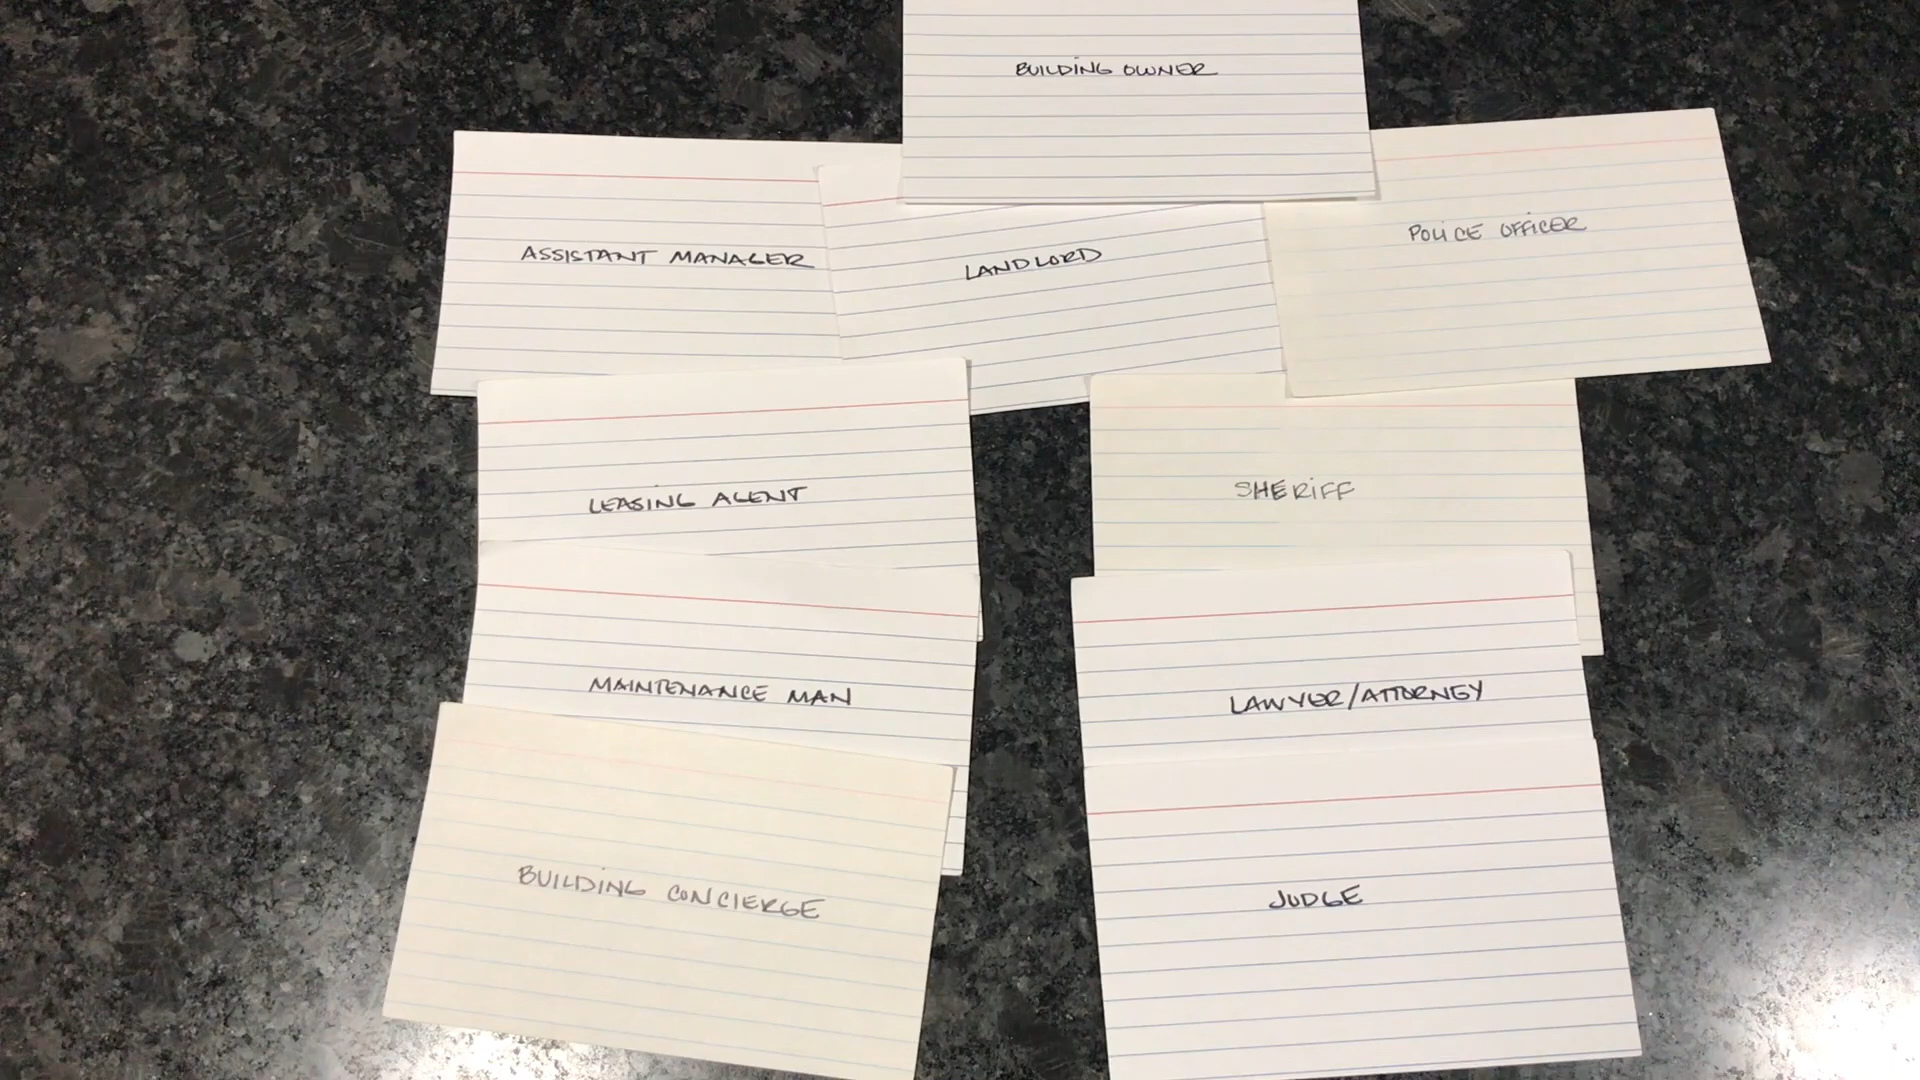 BUILDING OWNER
ASSISTANT MANAGER
LANDLORD
POLICE OFFICER
LEASING AGENT
SHERIFF
MAINTENANCE MAN
LAWYER/ATTORNEY
BUILDING CONCIERGE
JUDGE